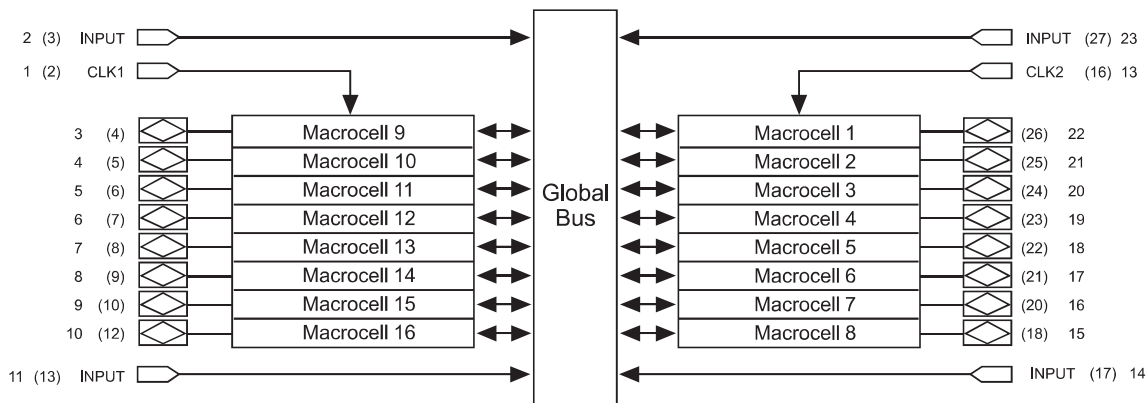 2 (3) INPUT
INPUT (27) 23
1 (2) CLK1
CLK2 (16) 13
3 (4) Macrocell 9 Macrocell 1 (26) 22
4 (5) Macrocell 10 Macrocell 2 (25) 21
5 (6) Macrocell 11 Macrocell 3 (24) 20
Global
Bus
6 (7) Macrocell 12 Macrocell 4 (23) 19
7 (8) Macrocell 13 Macrocell 5 (22) 18
8 (9) Macrocell 14 Macrocell 6 (21) 17
9 (10) Macrocell 15 Macrocell 7 (20) 16
10 (12) Macrocell 16 Macrocell 8 (18) 15
11 (13) INPUT
INPUT (17) 14